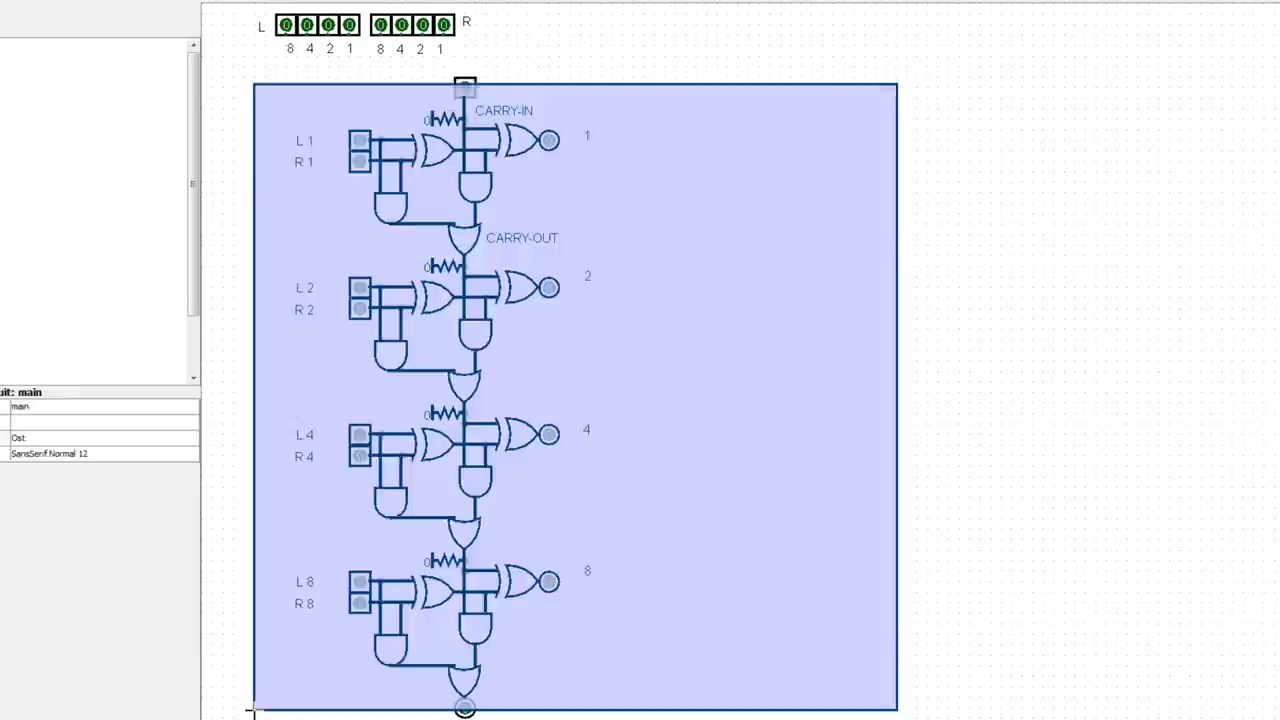 L 0 0 0 0 0 0 0 0 R
8 4 2 1 8 4 2 1
CARRY-IN
0
L 1 1
R 1
CARRY-OUT
0
L 2 2
R 2
uit: main
main
0
Ost
L 4 4
SansSerif Normal 12
R 4
0
L 8 8
R 8